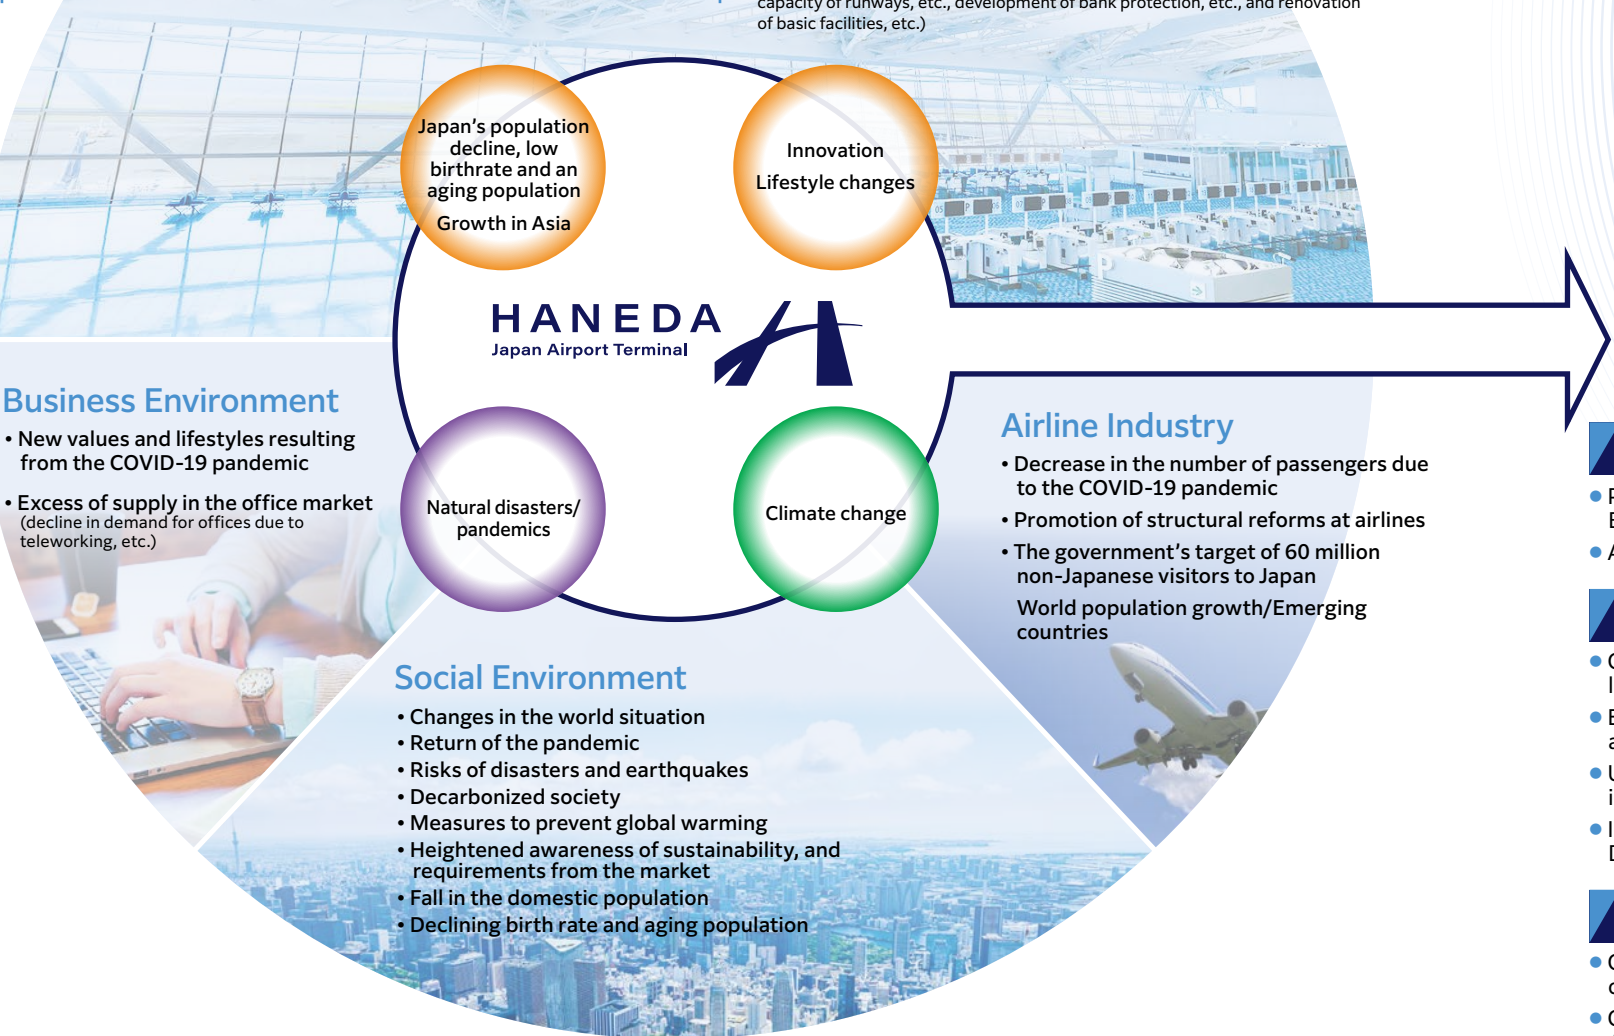 capacity of runways, etc., development of bank protection, etc., and renovation
of basic facilities, etc.)
Japan's population
decline, low
birthrate and an
aging population
Growth in Asia
Innovation
Lifestyle changes
HANEDA
Japan Airport Terminal
Natural disasters/
pandemics
Climate change
Business Environment
• New values and lifestyles resulting
from the COVID-19 pandemic
• Excess of supply in the office market
(decline in demand for offices due to
teleworking, etc.)
Airline Industry
• Decrease in the number of passengers due
to the COVID-19 pandemic
• Promotion of structural reforms at airlines
• The government's target of 60 million
non-Japanese visitors to Japan
World population growth/Emerging
countries
Social Environment
• Changes in the world situation
• Return of the pandemic
• Risks of disasters and earthquakes
• Decarbonized society
• Measures to prevent global warming
• Heightened awareness of sustainability, and
requirements from the market
• Fall in the domestic population
• Declining birth rate and aging population